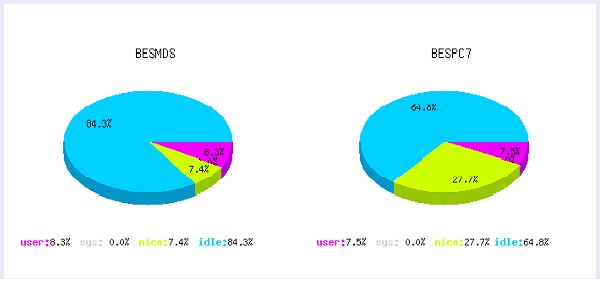 BESMDS BESPC7
84.3% 64.8%
8.3% 7.5%
7.4% 27.7%
user:8.3% sys: 0.0% nice:7.4% idle:84.3% user:7.5% sys: 0.0% nice:27.7% idle:64.8%